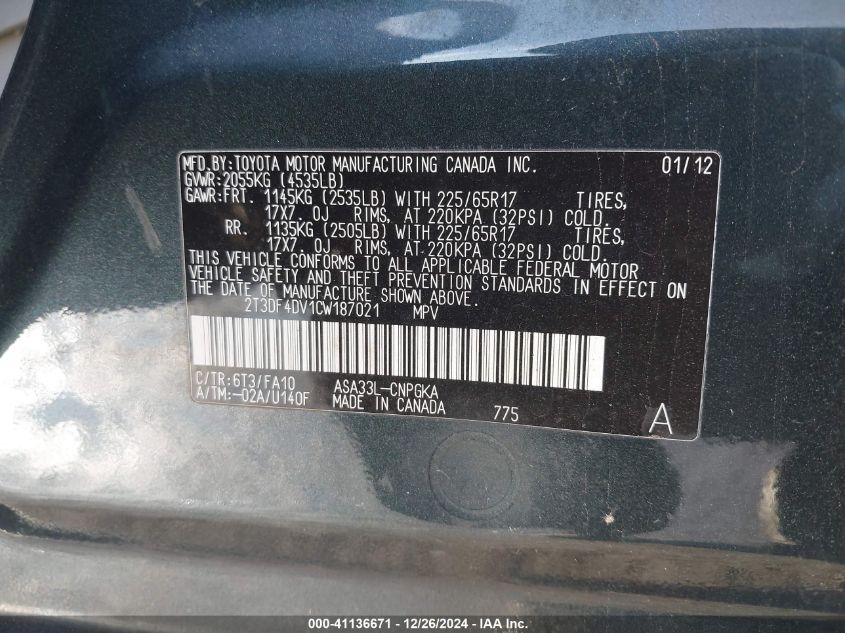 MFD.BY:TOYOTA MOTOR MANUFACTURING CANADA INC. 01/12
GVWR:2055KG (4535LB)
GAWR:FRT. 1145KG (2535LB) WITH 225/65R17 TIRES,
17X7. 0J RIMS, AT 220KPA (32PSI) COLD.
RR. 1135KG (2505LB) WITH 225/65R17 TIRES,
17X7. 0J RIMS, AT 220KPA (32PSI) COLD.
THIS VEHICLE CONFORMS TO ALL APPLICABLE FEDERAL MOTOR
VEHICLE SAFETY AND THEFT PREVENTION STANDARDS IN EFFECT ON
THE DATE OF MANUFACTURE SHOWN ABOVE.
2T3DF4DV1CW187021 MPV
C/TR:6T3/FA10 ASA33L-CNPGKA
A/TM:-02A/U140F MADE IN CANADA 775 A
000-41136671 - 12/26/2024 - IAA Inc.